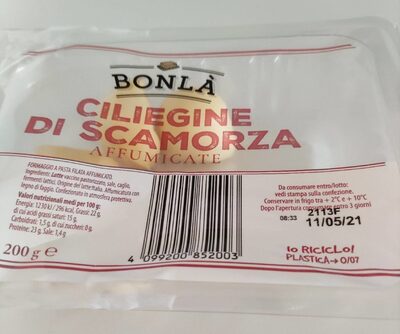 BONLÀ
CILIEGINE
DI SCAMORZA
AFFUMICATE
FORMAGGIO A PASTA FILATA AFFUMICATO.
Ingredienti: Latte vaccino pastorizzato, sale, caglio,
fermenti lattici. Origine del latte: Italia. Affumicatura con
legno di faggio. Confezionato in atmosfera protettiva.
Valori nutrizionali medi per 100 g:
Energia: 1230 kJ / 296 kcal, Grassi: 22 g,
di cui acidi grassi saturi: 15 g,
Carboidrati: 1,5 g, di cui zuccheri: 0 g,
Proteine: 23 g, Sale: 1,4 g
200 g e
4 099200 852003
Da consumare entro/lotto:
vedi stampa sulla confezione.
Conservare in frigo tra + 2°C e + 10°C
Dopo l'apertura consumare entro 3 giorni
2113F
08:33 11/05/21
IO RICICLO!
PLASTICA→ O/07